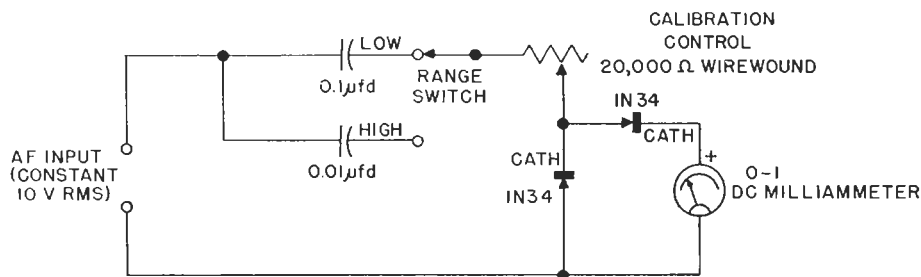 CALIBRATION
CONTROL
20,000 Ω WIREWOUND
LOW
0.1µfd
RANGE
SWITCH
HIGH
0.01µfd
AF INPUT
(CONSTANT
10 V RMS)
IN34
CATH
CATH
IN34
+
0-1
DC MILLIAMMETER